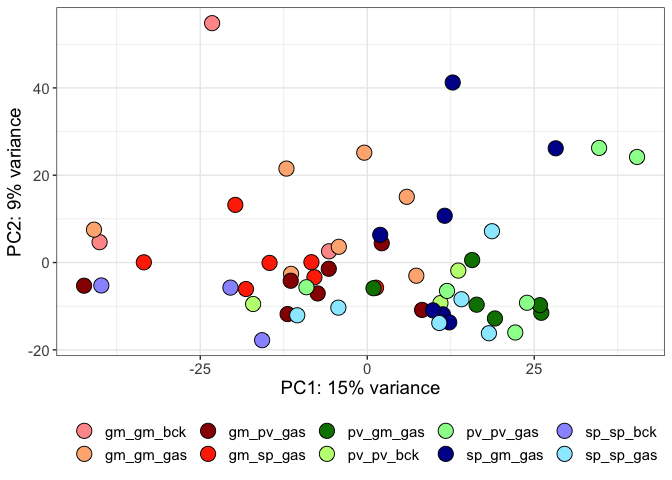 40
20
0
-20
PC2: 9% variance
-25 0 25
PC1: 15% variance
gm_gm_bck gm_pv_gas pv_gm_gas pv_pv_gas sp_sp_bck
gm_gm_gas gm_sp_gas pv_pv_bck sp_gm_gas sp_sp_gas